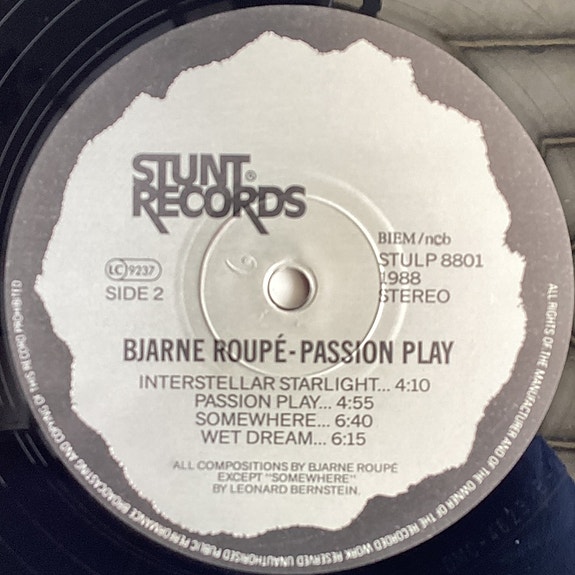 STUNT®
RECORDS
BIEM/ncb
LC 9237
STULP 8801
SIDE 2
1988
STEREO
BJARNE ROUPÉ-PASSION PLAY
INTERSTELLAR STARLIGHT... 4:10
PASSION PLAY... 4:55
SOMEWHERE... 6:40
WET DREAM... 6:15
ALL COMPOSITIONS BY BJARNE ROUPÉ
EXCEPT "SOMEWHERE"
BY LEONARD BERNSTEIN.
ALL RIGHTS OF THE MANUFACTURER AND OF THE OWNER OF THE RECORDED WORK RESERVED UNAUTHORISED PUBLIC PERFORMANCE BROADCASTING AND COPYING OF THIS RECORD PROHIBITED